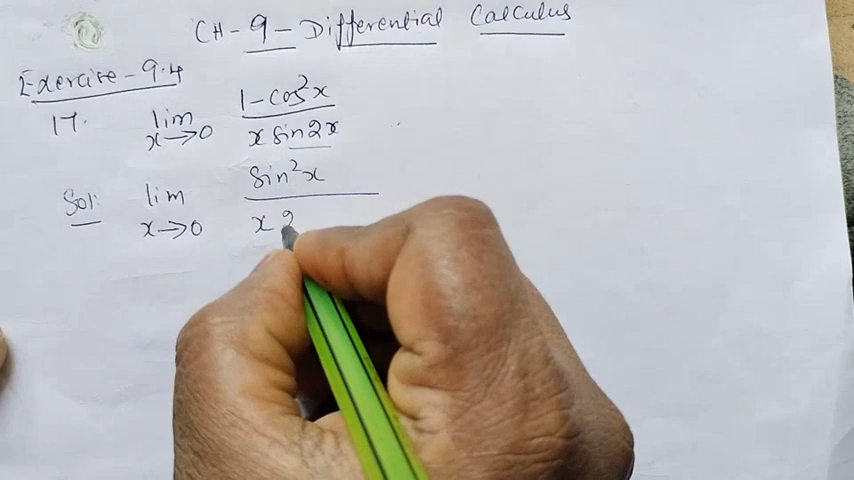 CH - 9 - Differential Calculus
Exercise - 9.4
17. lim x→0 1 - cos²x / x sin2x
Sol: lim x→0 sin²x / x 2